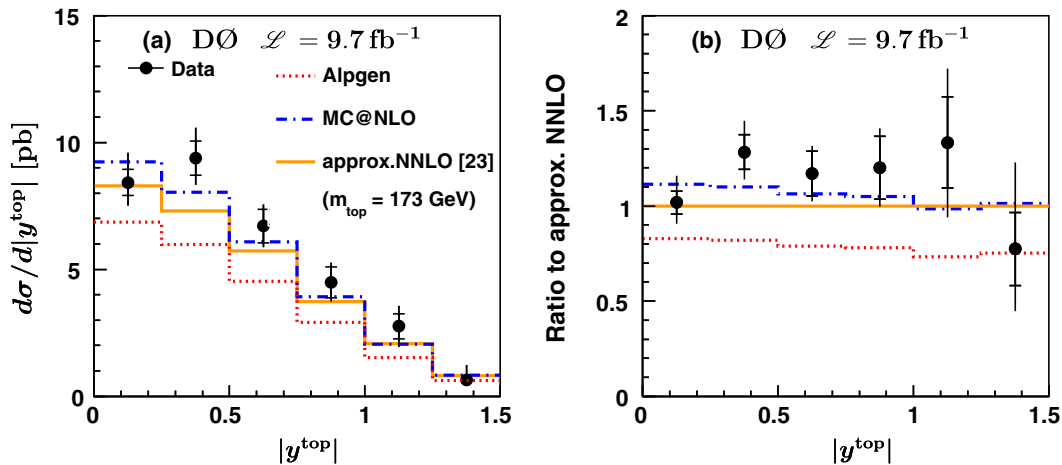 (a) DØ ℒ = 9.7 fb⁻¹
Data
Alpgen
MC@NLO
approx.NNLO [23]
(m_top = 173 GeV)
dσ/d|y^top| [pb]
15
10
5
0
0 0.5 1 1.5
|y^top|
(b) DØ ℒ = 9.7 fb⁻¹
Ratio to approx. NNLO
2
1.5
1
0.5
0
0 0.5 1 1.5
|y^top|